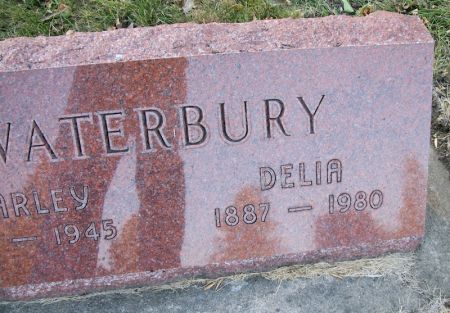 WATERBURY
ARLEY DELIA
— 1945 1887 — 1980